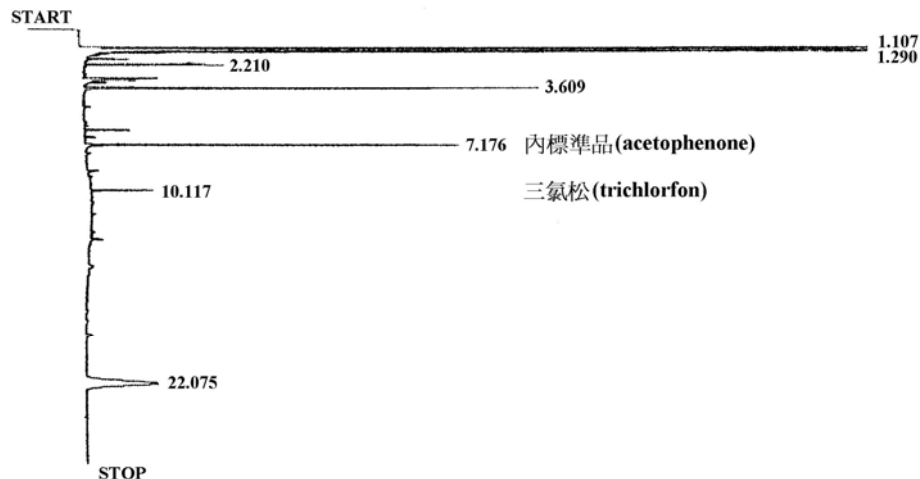 START
1.107
1.290
2.210
3.609
7.176 內標準品(acetophenone)
10.117 三氯松(trichlorfon)
22.075
STOP